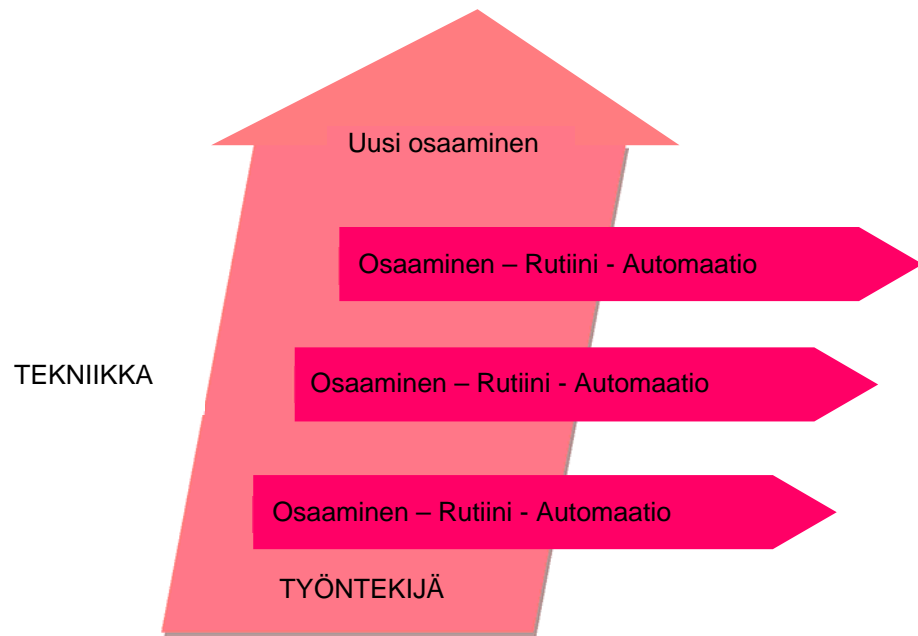 Uusi osaaminen
Osaaminen – Rutiini - Automaatio
TEKNIIKKA
Osaaminen – Rutiini - Automaatio
Osaaminen – Rutiini - Automaatio
TYÖNTEKIJÄ